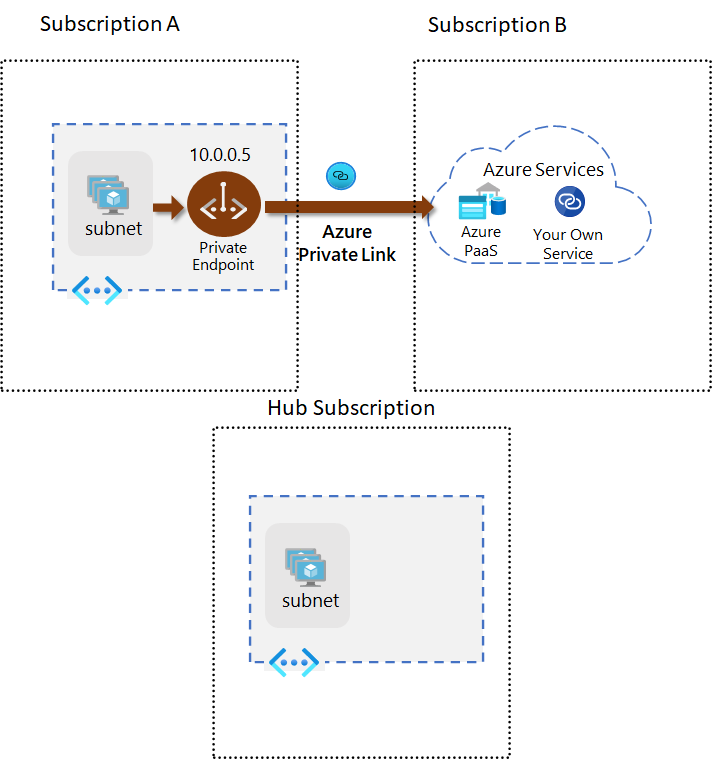 Subscription A
Subscription B
10.0.0.5
subnet
Private
Endpoint
Azure
Private Link
Azure Services
Azure
PaaS
Your Own
Service
Hub Subscription
subnet